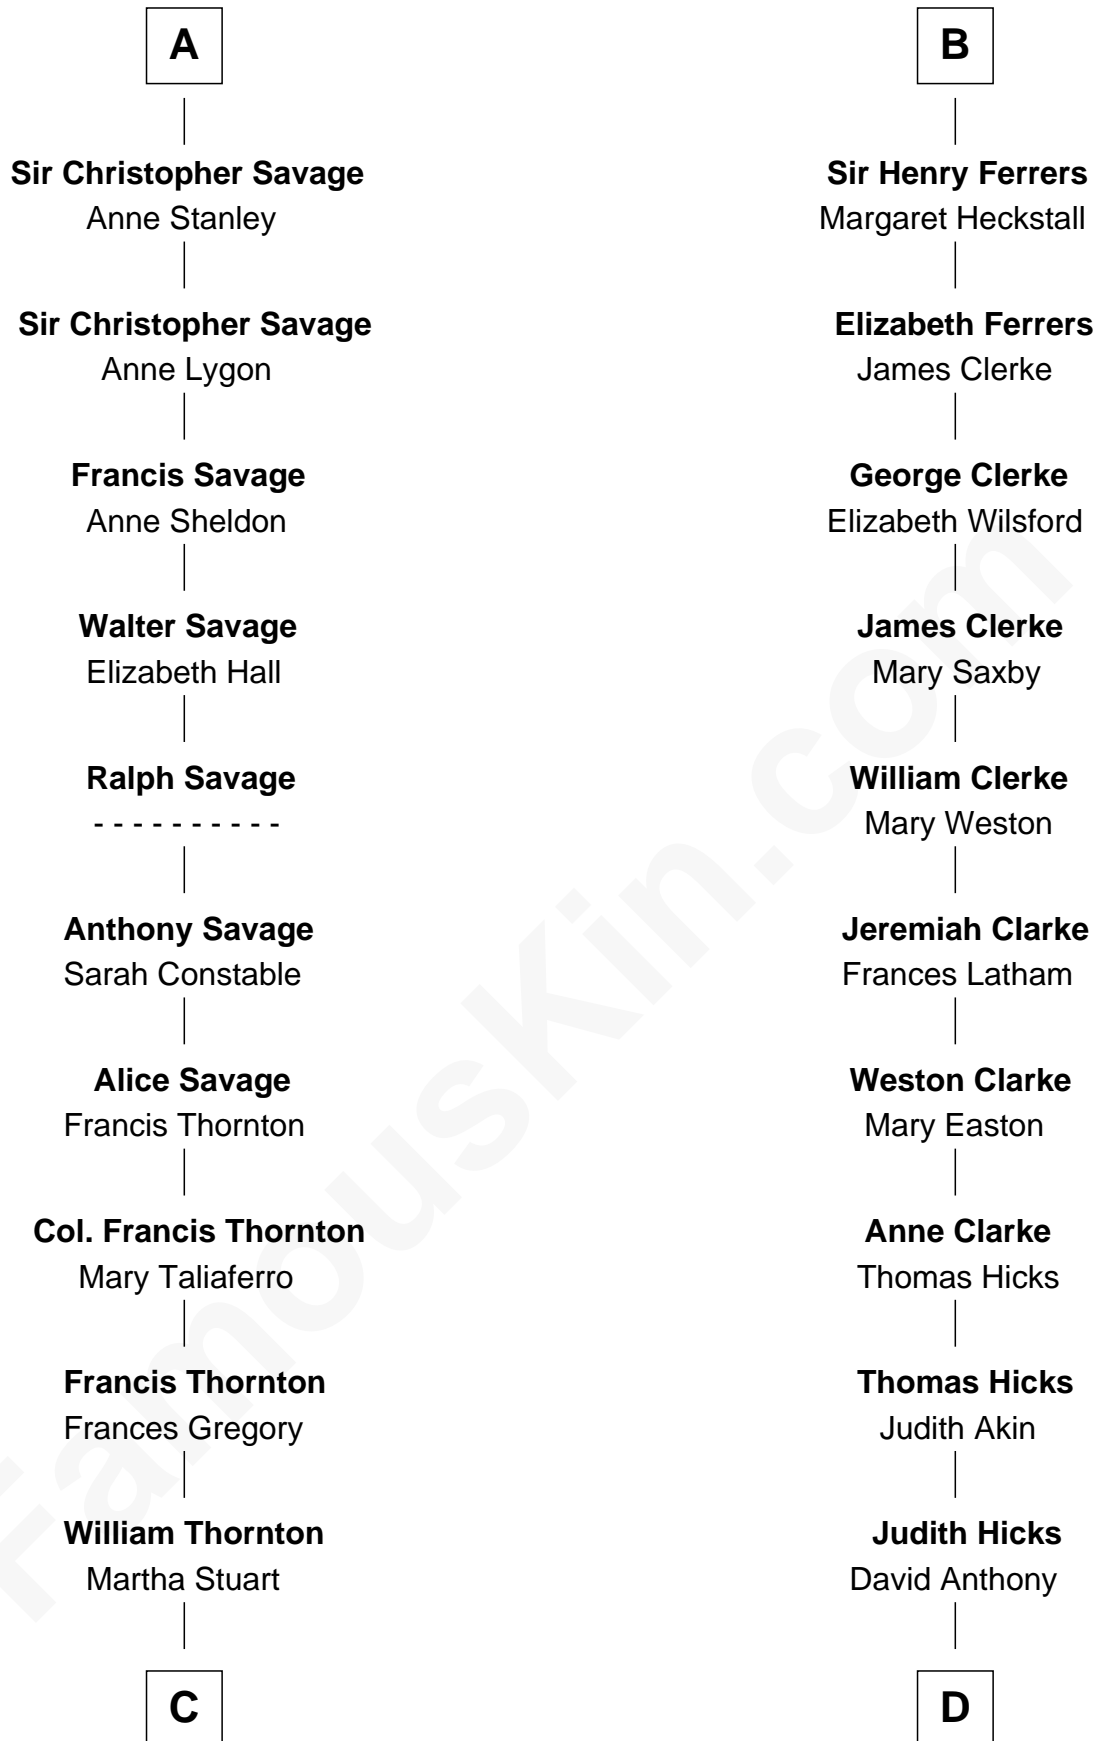 A
Sir Christopher Savage
Anne Stanley
Sir Christopher Savage
Anne Lygon
Francis Savage
Anne Sheldon
Walter Savage
Elizabeth Hall
Ralph Savage
- - - - - - - - - -
Anthony Savage
Sarah Constable
Alice Savage
Francis Thornton
Col. Francis Thornton
Mary Taliaferro
Francis Thornton
Frances Gregory
William Thornton
Martha Stuart
C
B
Sir Henry Ferrers
Margaret Heckstall
Elizabeth Ferrers
James Clerke
George Clerke
Elizabeth Wilsford
James Clerke
Mary Saxby
William Clerke
Mary Weston
Jeremiah Clarke
Frances Latham
Weston Clarke
Mary Easton
Anne Clarke
Thomas Hicks
Thomas Hicks
Judith Akin
Judith Hicks
David Anthony
D
FamousKin.com